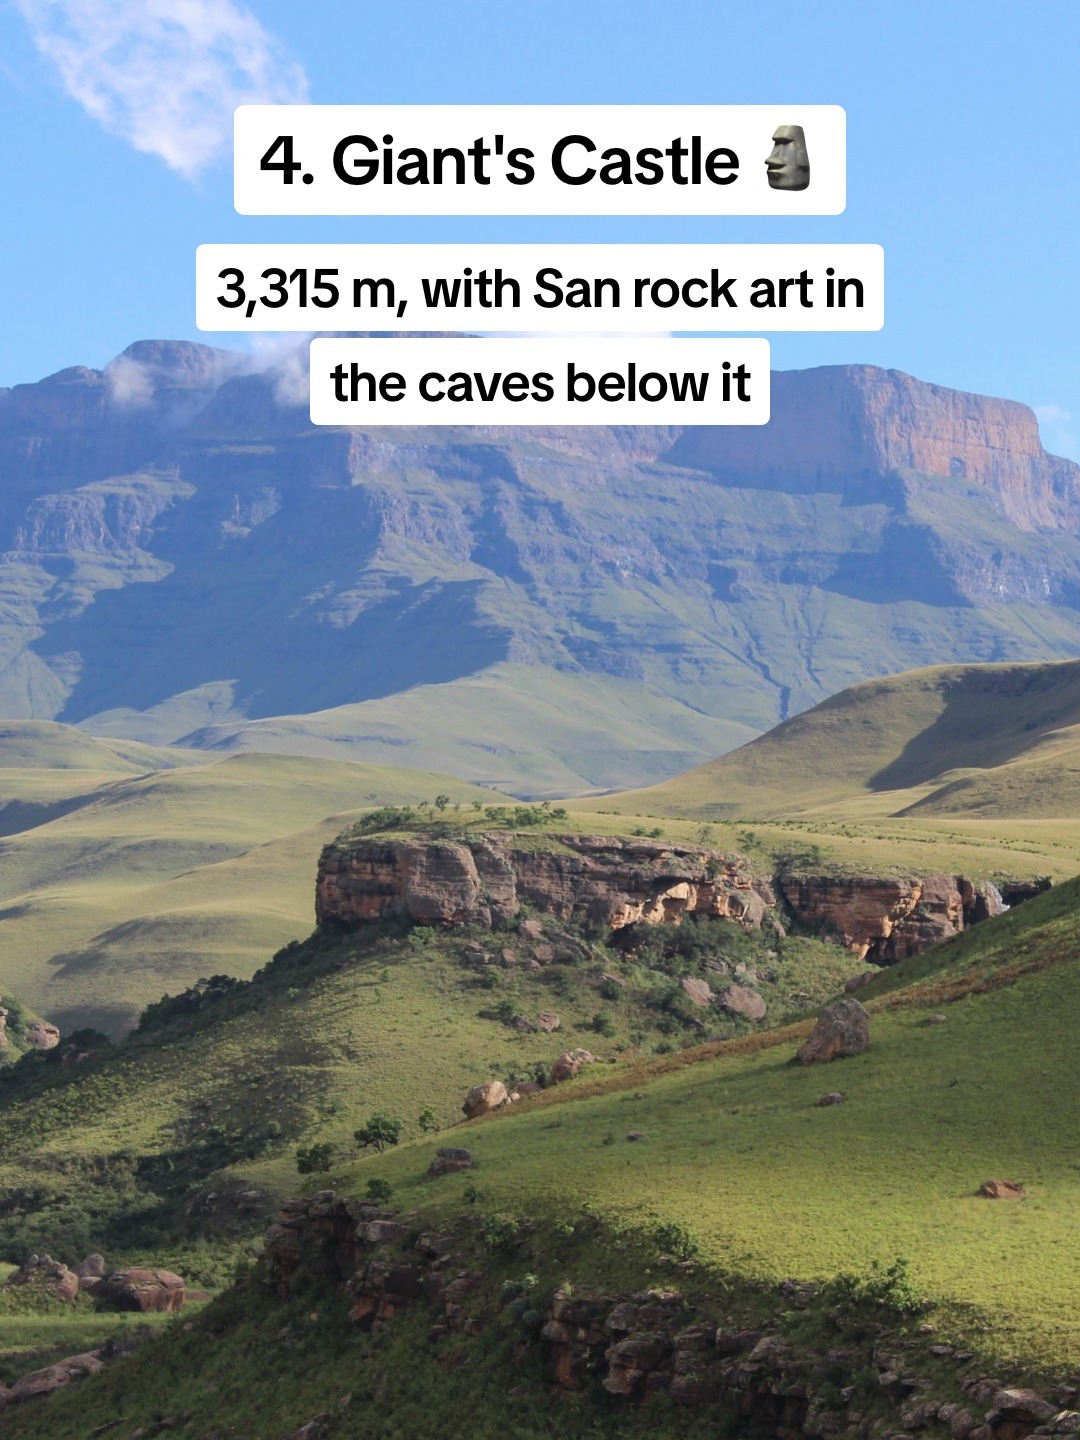 4. Giant's Castle 🗿
3,315 m, with San rock art in
the caves below it